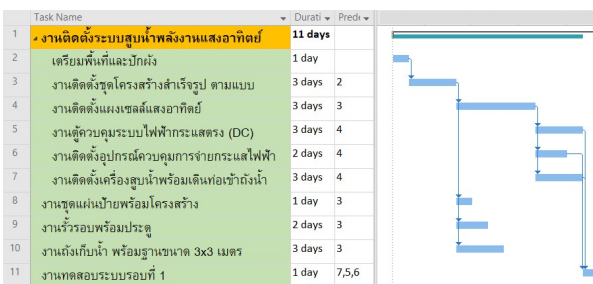 Task Name Durati Prede
1 งานติดตั้งระบบสูบน้ำพลังงานแสงอาทิตย์ 11 days
2 เตรียมพื้นที่และปักผัง 1 day
3 งานติดตั้งชุดโครงสร้างสำเร็จรูป ตามแบบ 3 days 2
4 งานติดตั้งแผงเซลล์แสงอาทิตย์ 3 days 3
5 งานตู้ควบคุมระบบไฟฟ้ากระแสตรง (DC) 3 days 4
6 งานติดตั้งอุปกรณ์ควบคุมการจ่ายกระแสไฟฟ้า 2 days 4
7 งานติดตั้งเครื่องสูบน้ำพร้อมเดินท่อเข้าถังน้ำ 3 days 4
8 งานชุดแผ่นป้ายพร้อมโครงสร้าง 1 day 3
9 งานรั้วรอบพร้อมประตู 2 days 3
10 งานถังเก็บน้ำ พร้อมฐานขนาด 3x3 เมตร 3 days 3
11 งานทดสอบระบบรอบที่ 1 1 day 7,5,6